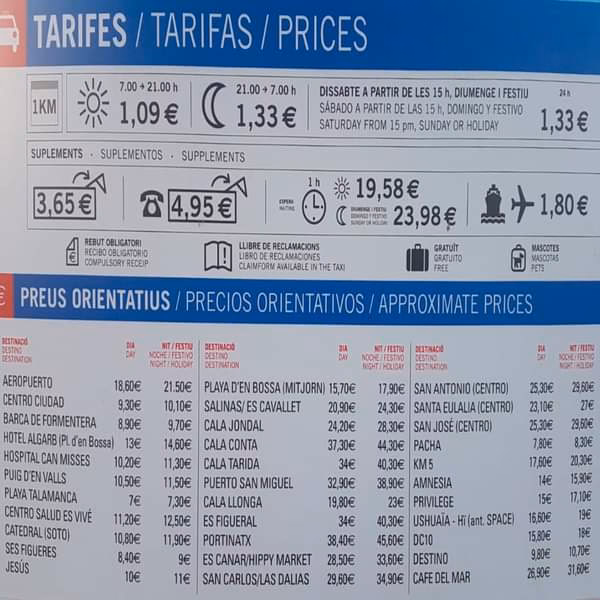 TARIFES / TARIFAS / PRICES
1KM
7.00 → 21.00 h
1,09 €
21.00 → 7.00 h
1,33 €
DISSABTE A PARTIR DE LES 15 h, DIUMENGE I FESTIU
SÁBADO A PARTIR DE LAS 15h, DOMINGO Y FESTIVO
SATURDAY FROM 15 pm, SUNDAY OR HOLIDAY
24 h
1,33 €
SUPLEMENTS · SUPLEMENTOS · SUPPLEMENTS
3,65€
4,95€
ESPERA
WAITING
1 h
19,58 €
DIUMENGE I FESTIU
DOMINGO Y FESTIVO
SUNDAY OR HOLIDAY
23,98 €
1,80 €
REBUT OBLIGATORI
RECIBO OBLIGATORIO
COMPULSORY RECEIP
LLIBRE DE RECLAMACIONS
LIBRO DE RECLAMACIONES
CLAIMFORM AVAILABLE IN THE TAXI
GRATUÏT
GRATUITO
FREE
MASCOTES
MASCOTAS
PETS
€ PREUS ORIENTATIUS / PRECIOS ORIENTATIVOS / APPROXIMATE PRICES
DESTINACIÓ
DESTINO
DESTINATION
DIA
DAY
NIT / FESTIU
NOCHE / FESTIVO
NIGHT / HOLIDAY
AEROPUERTO 18,60€ 21.50€
CENTRO CIUDAD 9,30€ 10,10€
BARCA DE FORMENTERA 8,90€ 9,70€
HOTEL ALGARB (Pl. d'en Bossa) 13€ 14,60€
HOSPITAL CAN MISSES 10,20€ 11,30€
PUIG D'EN VALLS 10,50€ 11,50€
PLAYA TALAMANCA 7€ 7,30€
CENTRO SALUD ES VIVÉ 11,20€ 12,50€
CATEDRAL (SOTO) 10,80€ 11,90€
SES FIGUERES 8,40€ 9€
JESÚS 10€ 11€
DESTINACIÓ
DESTINO
DESTINATION
DIA
DAY
NIT / FESTIU
NOCHE / FESTIVO
NIGHT / HOLIDAY
PLAYA D'EN BOSSA (MITJORN) 15,70€ 17,90€
SALINAS/ ES CAVALLET 20,90€ 24,30€
CALA JONDAL 24,20€ 28,30€
CALA CONTA 37,30€ 44,30€
CALA TARIDA 34€ 40,30€
PUERTO SAN MIGUEL 32,90€ 38,90€
CALA LLONGA 19,80€ 23€
ES FIGUERAL 34€ 40,30€
PORTINATX 38,40€ 45,60€
ES CANAR/HIPPY MARKET 28,50€ 33,60€
SAN CARLOS/LAS DALIAS 29,60€ 34,90€
DESTINACIÓ
DESTINO
DESTINATION
DIA
DAY
NIT / FESTIU
NOCHE / FESTIVO
NIGHT / HOLIDAY
SAN ANTONIO (CENTRO) 25,30€ 29,60€
SANTA EULALIA (CENTRO) 23,10€ 27€
SAN JOSÉ (CENTRO) 25,30€ 29,60€
PACHA 7,80€ 8,30€
KM 5 17,60€ 20,30€
AMNESIA 14€ 15,90€
PRIVILEGE 15€ 17,10€
USHUAÏA - Hï (ant. SPACE) 16,60€ 19€
DC10 15,80€ 18€
DESTINO 9,80€ 10,70€
CAFE DEL MAR 26,90€ 31,60€